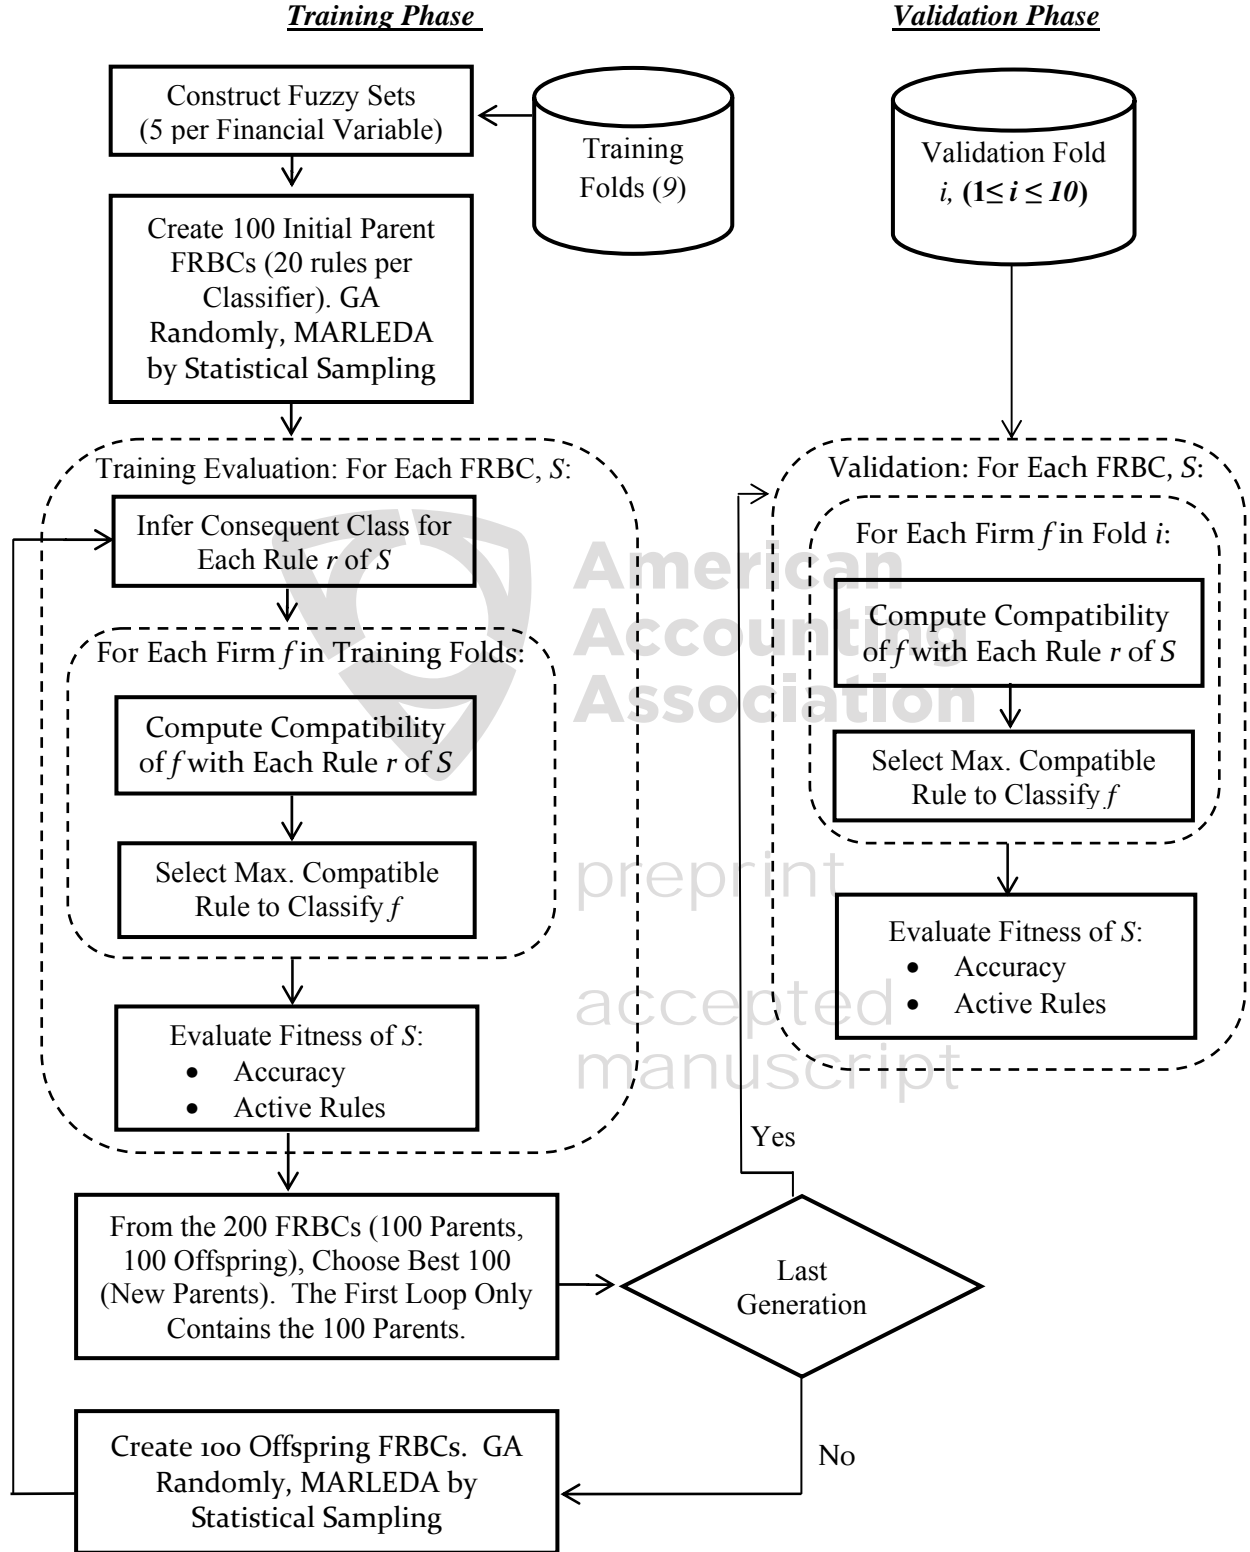 Training Phase
Validation Phase
Construct Fuzzy Sets
(5 per Financial Variable)
Training
Folds (9)
Validation Fold
i, (1≤ i ≤ 10)
Create 100 Initial Parent
FRBCs (20 rules per
Classifier). GA
Randomly, MARLEDA
by Statistical Sampling
Training Evaluation: For Each FRBC, S:
Infer Consequent Class for
Each Rule r of S
For Each Firm f in Training Folds:
Compute Compatibility
of f with Each Rule r of S
Select Max. Compatible
Rule to Classify f
Evaluate Fitness of S:
• Accuracy
• Active Rules
Validation: For Each FRBC, S:
For Each Firm f in Fold i:
Compute Compatibility
of f with Each Rule r of S
Select Max. Compatible
Rule to Classify f
Evaluate Fitness of S:
• Accuracy
• Active Rules
American
Accounting
Association
preprint
accepted
manuscript
Yes
From the 200 FRBCs (100 Parents,
100 Offspring), Choose Best 100
(New Parents). The First Loop Only
Contains the 100 Parents.
Last
Generation
No
Create 100 Offspring FRBCs. GA
Randomly, MARLEDA by
Statistical Sampling